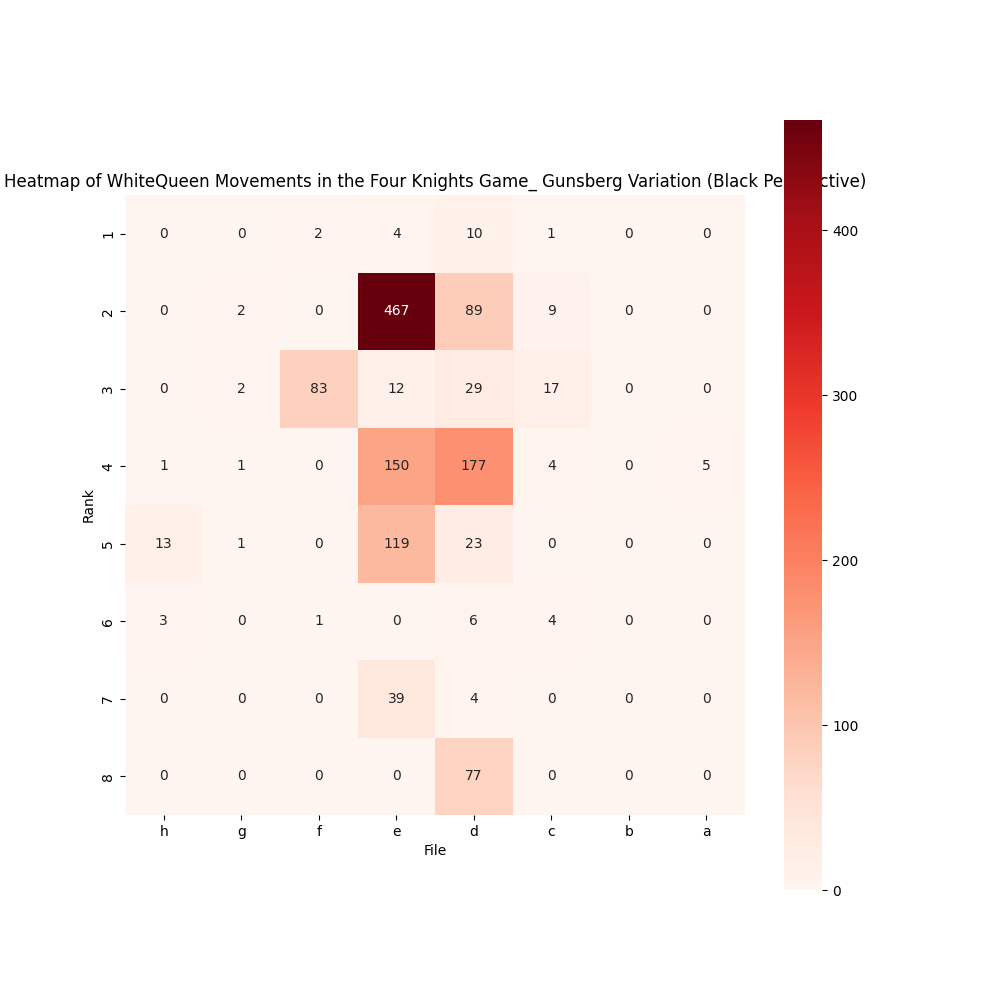 Heatmap of WhiteQueen Movements in the Four Knights Game_ Gunsberg Variation (Black Pe ctive)
1 0 0 2 4 10 1 0 0
2 0 2 0 467 89 9 0 0
3 0 2 83 12 29 17 0 0
4 1 1 0 150 177 4 0 5
5 13 1 0 119 23 0 0 0
6 3 0 1 0 6 4 0 0
7 0 0 0 39 4 0 0 0
8 0 0 0 0 77 0 0 0
h g f e d c b a
File
Rank
400
300
200
100
0